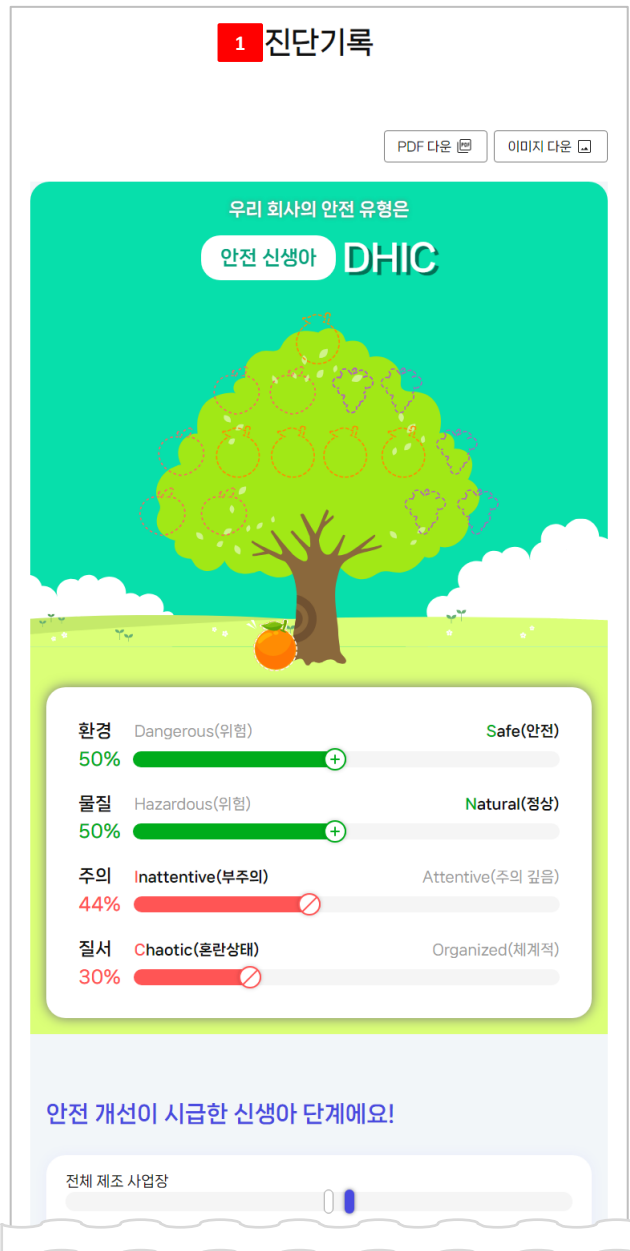 1 진단기록
PDF 다운 PDF 이미지 다운
우리 회사의 안전 유형은
안전 신생아 DHIC
환경 Dangerous(위험) Safe(안전)
50%
물질 Hazardous(위험) Natural(정상)
50%
주의 Inattentive(부주의) Attentive(주의 깊음)
44%
질서 Chaotic(혼란상태) Organized(체계적)
30%
안전 개선이 시급한 신생아 단계에요!
전체 제조 사업장